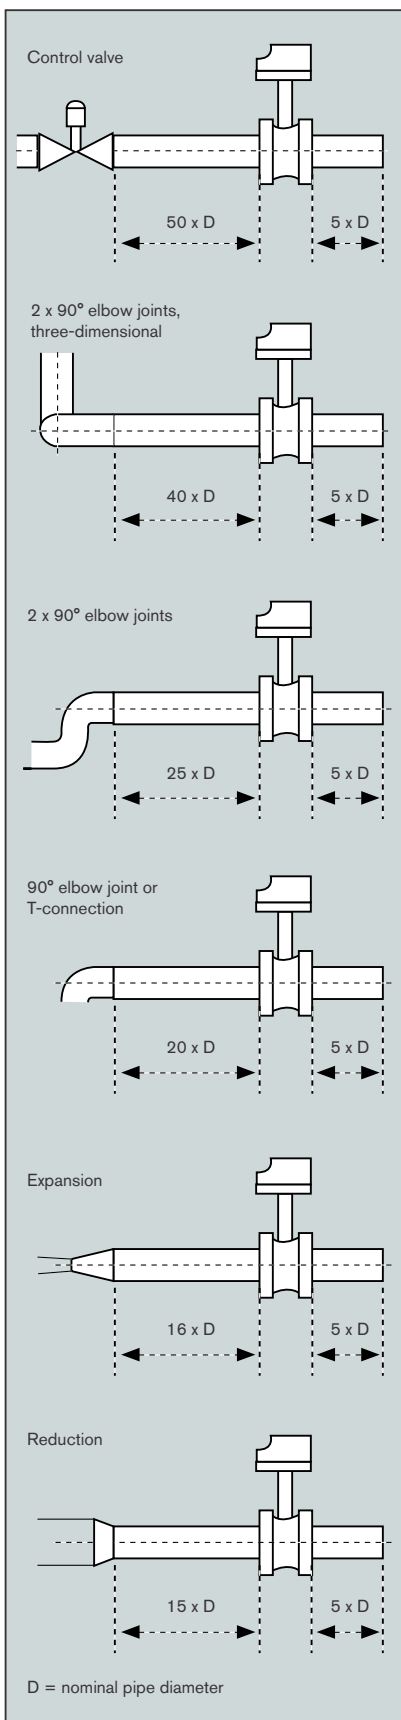 Control valve
50 x D
5 x D
2 x 90° elbow joints,
three-dimensional
40 x D
5 x D
2 x 90° elbow joints
25 x D
5 x D
90° elbow joint or
T-connection
20 x D
5 x D
Expansion
16 x D
5 x D
Reduction
15 x D
5 x D
D = nominal pipe diameter